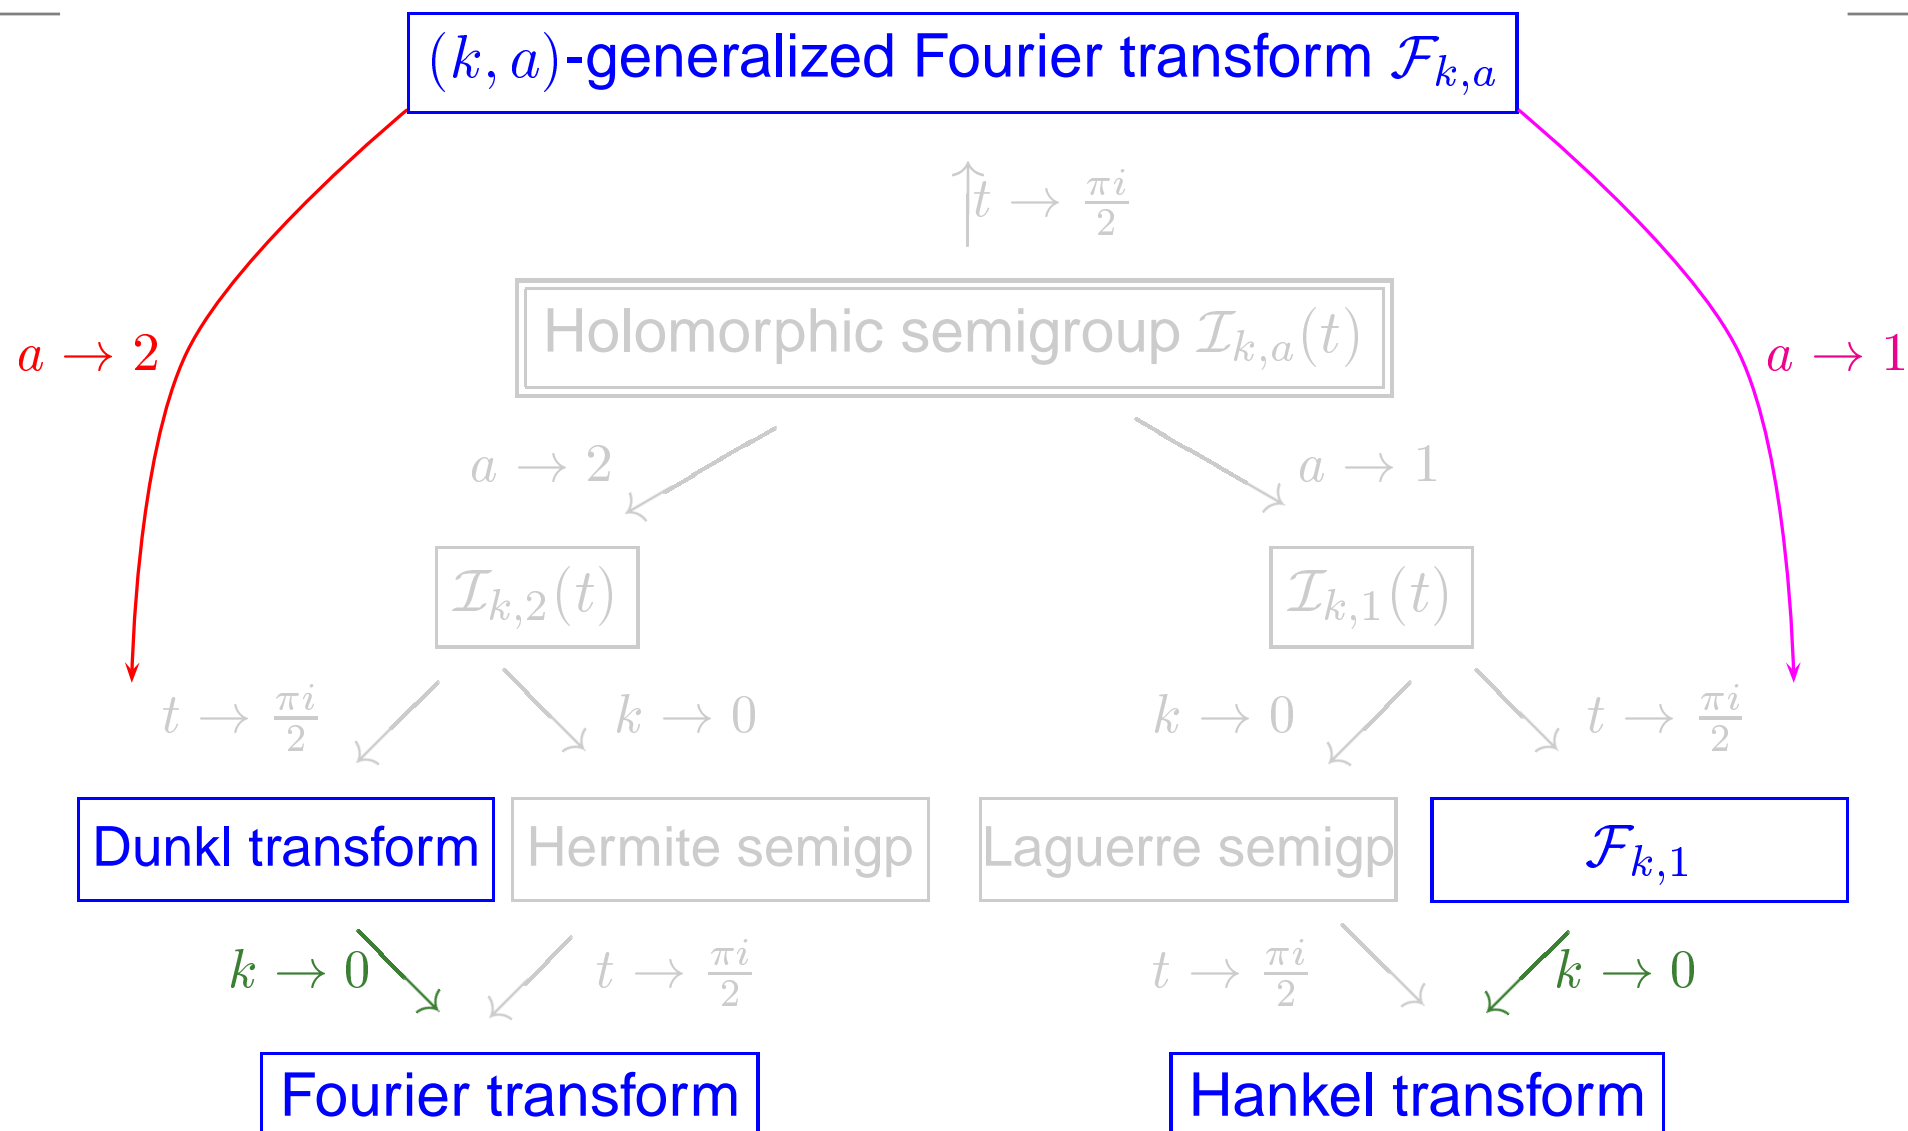 (k, a)-generalized Fourier transform 𝓕_{k,a}
t → πi/2
Holomorphic semigroup 𝓘_{k,a}(t)
a → 2
a → 1
a → 2
a → 1
𝓘_{k,2}(t)
𝓘_{k,1}(t)
t → πi/2
k → 0
k → 0
t → πi/2
Dunkl transform
Hermite semigp
Laguerre semigp
𝓕_{k,1}
k → 0
t → πi/2
t → πi/2
k → 0
Fourier transform
Hankel transform